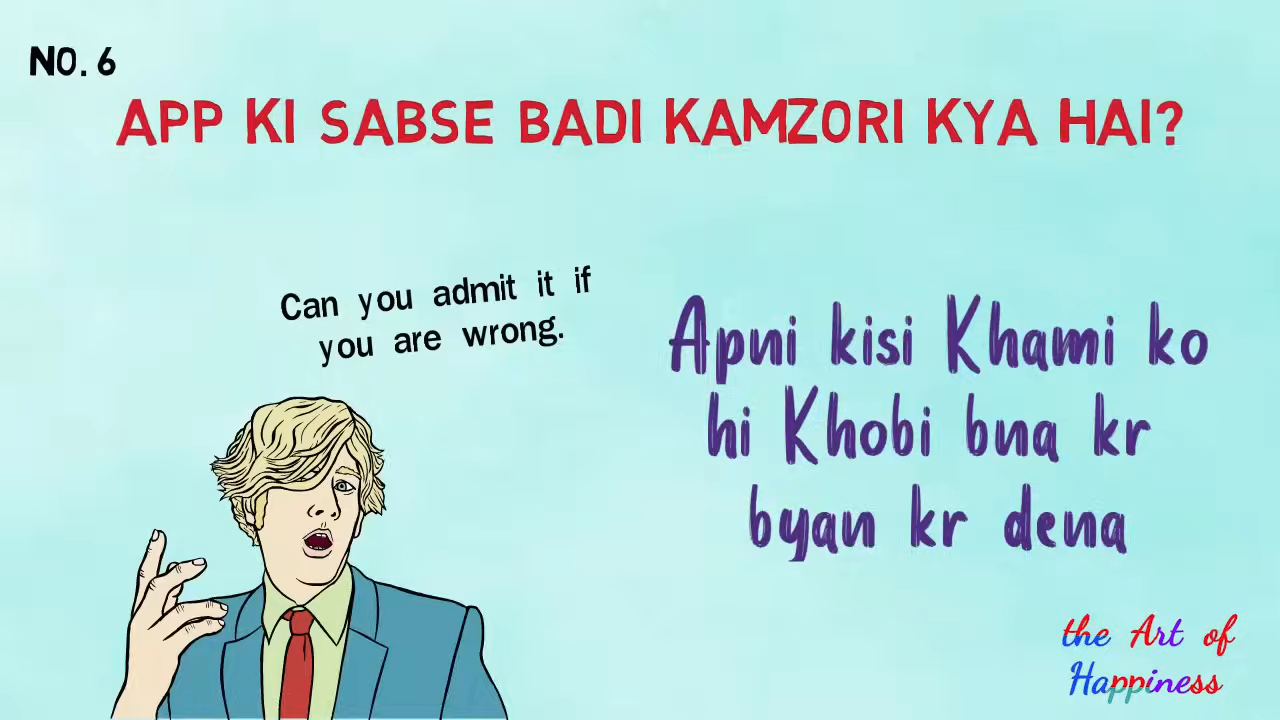 NO. 6
APP KI SABSE BADI KAMZORI KYA HAI?
Can you admit it if
you are wrong.
Apni kisi Khami ko
hi Khobi bna kr
byan kr dena
the Art of
Happiness